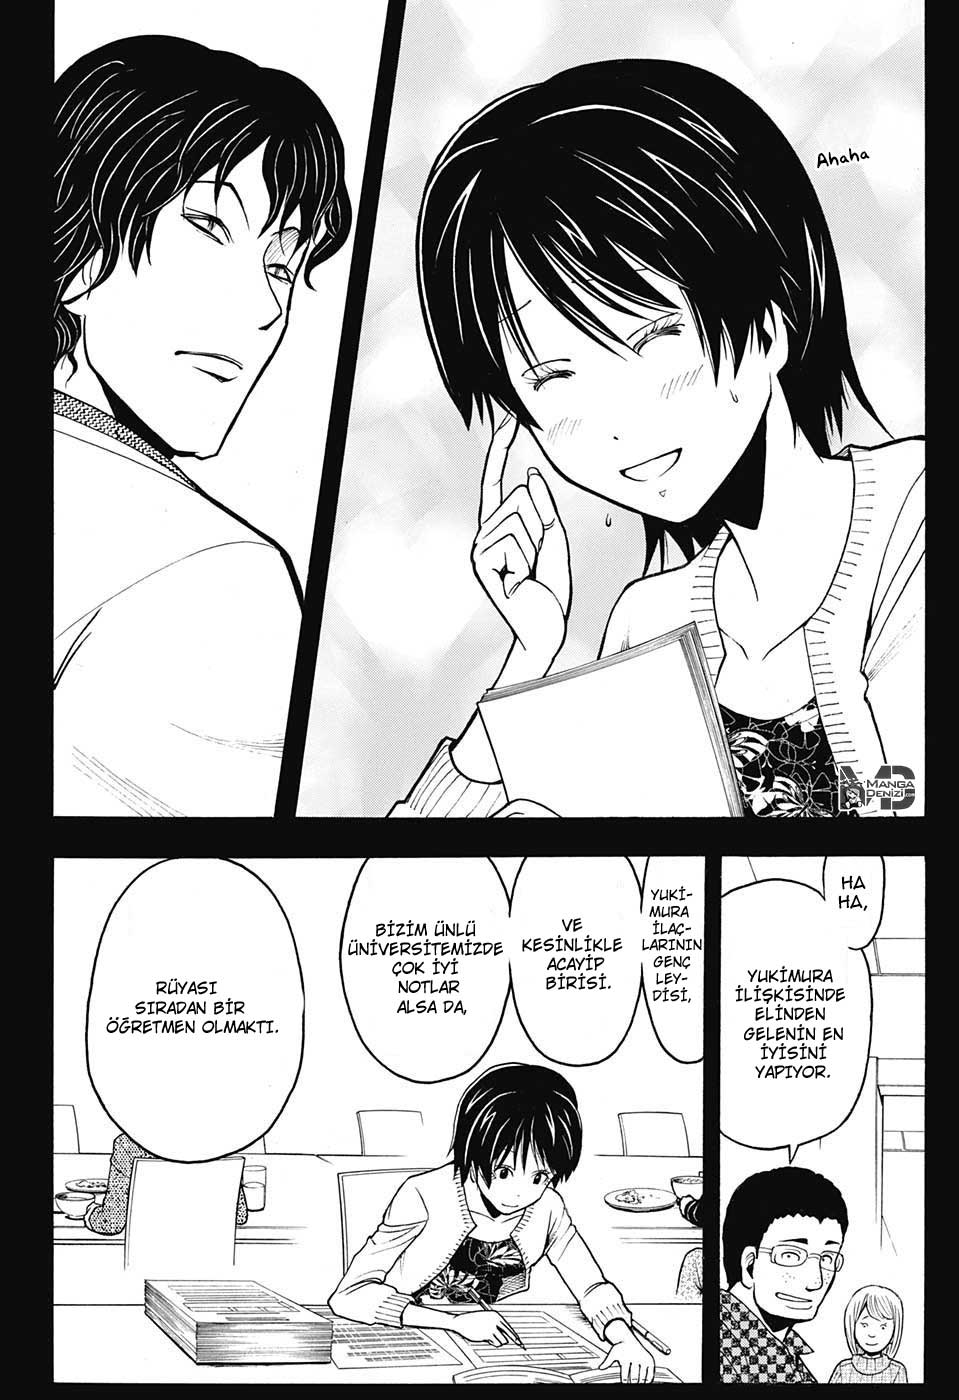 Ahaha
MANGA
DENİZİ
HA
HA,
YUKİMURA
İLİŞKİSİNDE
ELİNDEN
GELENİN EN
İYİSİNİ
YAPIYOR.
YUKİ-
MURA
İLAÇ-
LARININ
GENÇ
LEY-
DİSİ,
VE
KESİNLİKLE
ACAYİP
BİRİSİ.
BİZİM ÜNLÜ
ÜNİVERSİTEMİZDE
ÇOK İYİ
NOTLAR
ALSA DA,
RÜYASI
SIRADAN BİR
ÖĞRETMEN OLMAKTI.